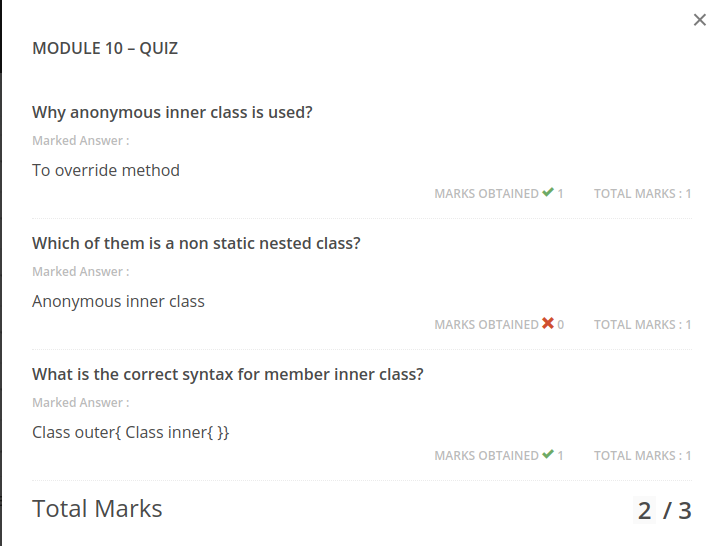 MODULE 10 – QUIZ
Why anonymous inner class is used?
Marked Answer :
To override method
MARKS OBTAINED 1 TOTAL MARKS : 1
Which of them is a non static nested class?
Marked Answer :
Anonymous inner class
MARKS OBTAINED 0 TOTAL MARKS : 1
What is the correct syntax for member inner class?
Marked Answer :
Class outer{ Class inner{ }}
MARKS OBTAINED 1 TOTAL MARKS : 1
Total Marks 2 / 3